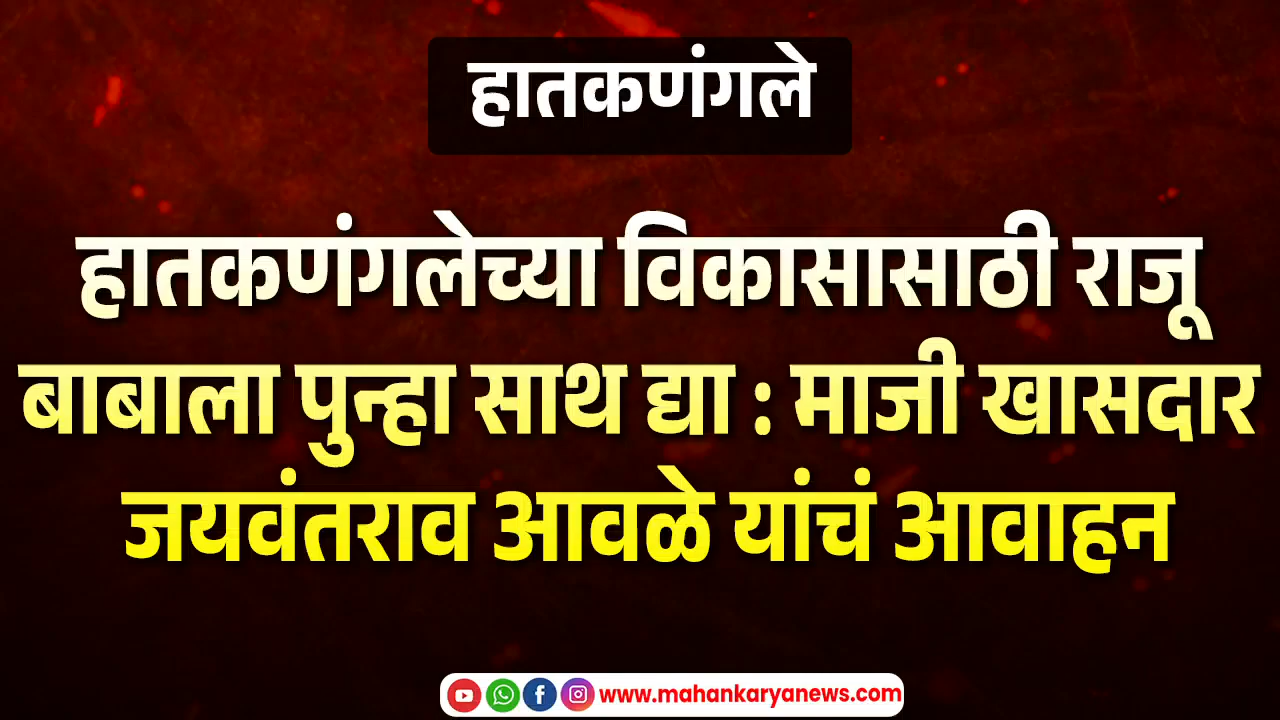 हातकणंगले
हातकणंगलेच्या विकासासाठी राजू
बाबाला पुन्हा साथ द्या : माजी खासदार
जयवंतराव आवळे यांचं आवाहन
www.mahankaryanews.com